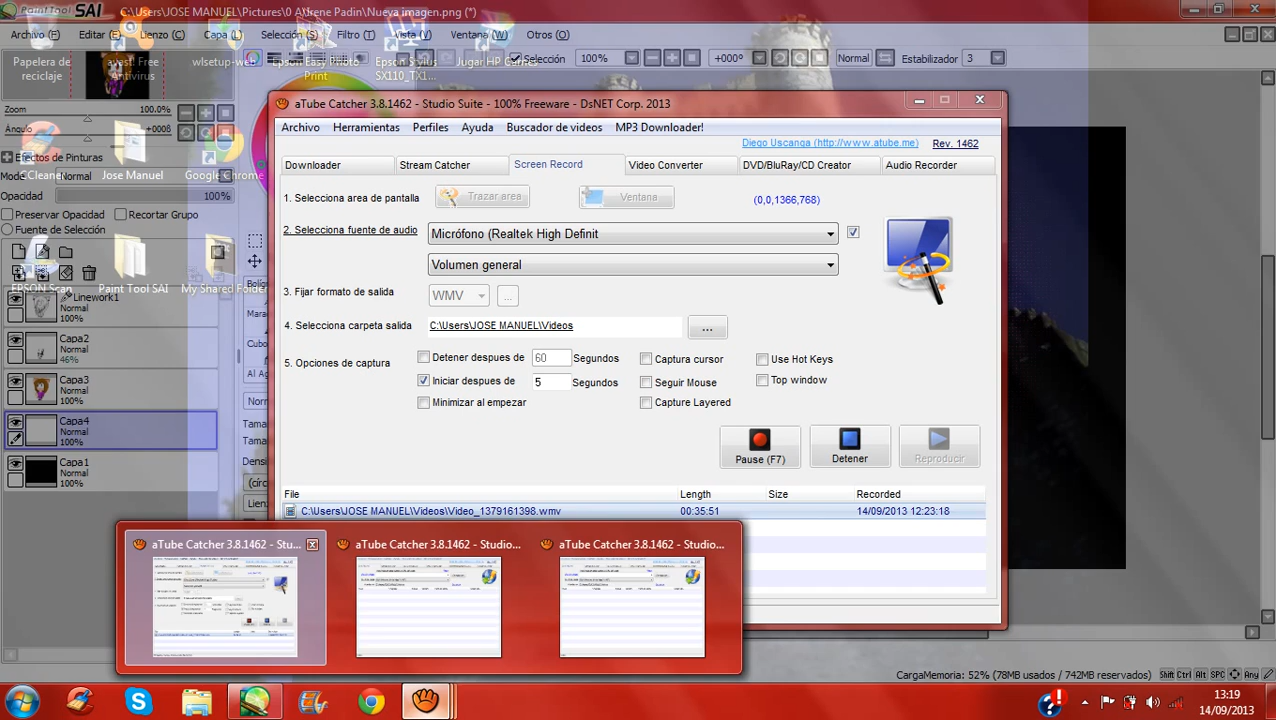 Paint Tool SAI C:\Users\JOSE MANUEL\Pictures\0 Airene Padin\Nueva imagen.png (*)
Archivo (F) Editar (E) Lienzo (C) Capa (L) Selección (S) Filtro (T) Vista (V) Ventana (W) Otros (O)
Selección 100% +000° Normal Estabilizador 3
Papelera de reciclaje
avast! Free Antivirus
wlsetup-web
Epson Easy Photo Print
Epson Stylus SX110_TX1...
Jugar HP Games
Zoom 100.0%
Ángulo +000ß
Efectos de Pinturas
Modo Normal
CCleaner
Jose Manuel
Google Chrome
Opacidad 100%
Preservar Opacidad Recortar Grupo
Fuente de Selección
EPSON Scan
Paint Tool SAI
My Shared Folder
Linework1
Normal
100%
Capa2
Normal
46%
Capa3
Normal
100%
Capa4
Normal
100%
Capa1
Normal
100%
aTube Catcher 3.8.1462 - Studio Suite - 100% Freeware - DsNET Corp. 2013
Archivo Herramientas Perfiles Ayuda Buscador de videos MP3 Downloader!
Diego Uscanga (http://www.atube.me) Rev. 1462
Downloader Stream Catcher Screen Record Video Converter DVD/BluRay/CD Creator Audio Recorder
1. Selecciona area de pantalla Trazar area Ventana (0,0,1366,768)
2. Selecciona fuente de audio Micrófono (Realtek High Definit
Volumen general
3. Fijar formato de salida WMV ...
4. Selecciona carpeta salida C:\Users\JOSE MANUEL\Videos ...
5. Opciones de captura
Detener despues de 60 Segundos Captura cursor Use Hot Keys
Iniciar despues de 5 Segundos Seguir Mouse Top window
Minimizar al empezar Capture Layered
Pause (F7) Detener Reproducir
File Length Size Recorded
C:\Users\JOSE MANUEL\Videos\Video_1379161398.wmv 00:35:51 14/09/2013 12:23:18
aTube Catcher 3.8.1462 - Stu... aTube Catcher 3.8.1462 - Studio... aTube Catcher 3.8.1462 - Studio...
CargaMemoria: 52% (78MB usados / 742MB reservados) Shift Ctrl Alt SPC Any
13:19
14/09/2013